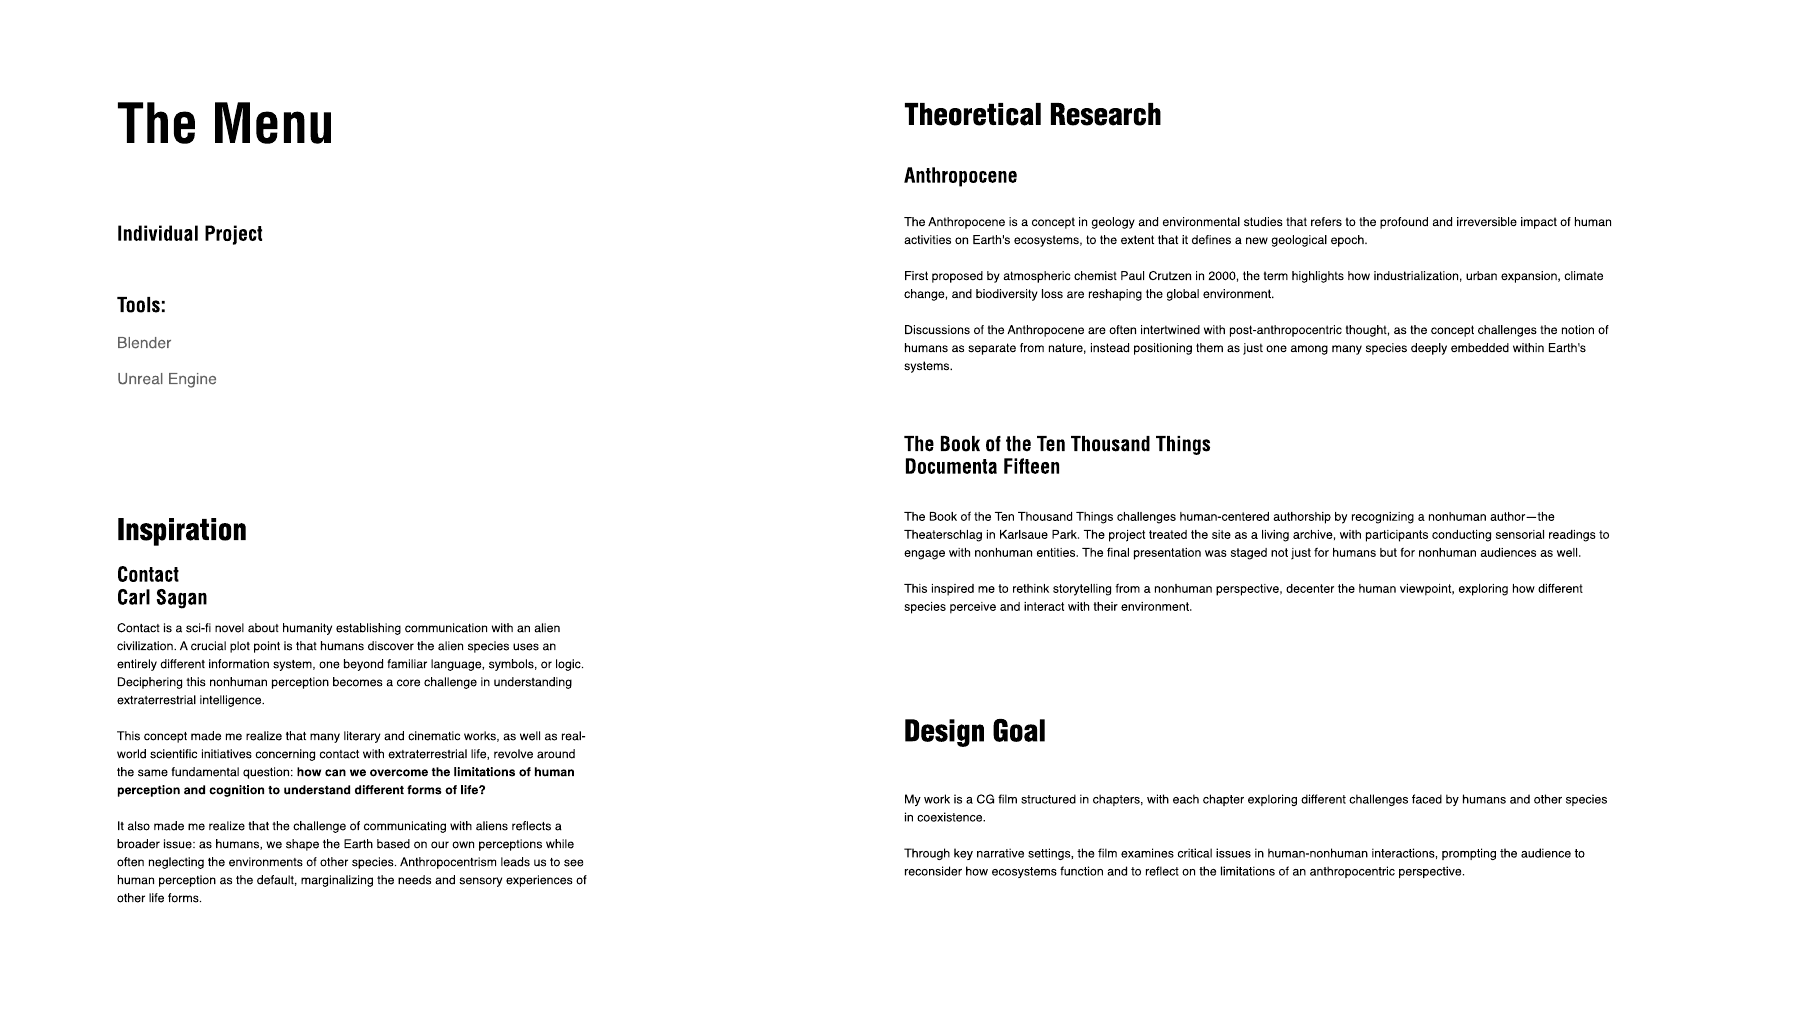 The Menu
Individual Project
Tools:
Blender
Unreal Engine
Inspiration
Contact
Carl Sagan
Contact is a sci-fi novel about humanity establishing communication with an alien
civilization. A crucial plot point is that humans discover the alien species uses an
entirely different information system, one beyond familiar language, symbols, or logic.
Deciphering this nonhuman perception becomes a core challenge in understanding
extraterrestrial intelligence.
This concept made me realize that many literary and cinematic works, as well as real-
world scientific initiatives concerning contact with extraterrestrial life, revolve around
the same fundamental question: how can we overcome the limitations of human
perception and cognition to understand different forms of life?
It also made me realize that the challenge of communicating with aliens reflects a
broader issue: as humans, we shape the Earth based on our own perceptions while
often neglecting the environments of other species. Anthropocentrism leads us to see
human perception as the default, marginalizing the needs and sensory experiences of
other life forms.
Theoretical Research
Anthropocene
The Anthropocene is a concept in geology and environmental studies that refers to the profound and irreversible impact of human
activities on Earth's ecosystems, to the extent that it defines a new geological epoch.
First proposed by atmospheric chemist Paul Crutzen in 2000, the term highlights how industrialization, urban expansion, climate
change, and biodiversity loss are reshaping the global environment.
Discussions of the Anthropocene are often intertwined with post-anthropocentric thought, as the concept challenges the notion of
humans as separate from nature, instead positioning them as just one among many species deeply embedded within Earth's
systems.
The Book of the Ten Thousand Things
Documenta Fifteen
The Book of the Ten Thousand Things challenges human-centered authorship by recognizing a nonhuman author—the
Theaterschlag in Karlsaue Park. The project treated the site as a living archive, with participants conducting sensorial readings to
engage with nonhuman entities. The final presentation was staged not just for humans but for nonhuman audiences as well.
This inspired me to rethink storytelling from a nonhuman perspective, decenter the human viewpoint, exploring how different
species perceive and interact with their environment.
Design Goal
My work is a CG film structured in chapters, with each chapter exploring different challenges faced by humans and other species
in coexistence.
Through key narrative settings, the film examines critical issues in human-nonhuman interactions, prompting the audience to
reconsider how ecosystems function and to reflect on the limitations of an anthropocentric perspective.